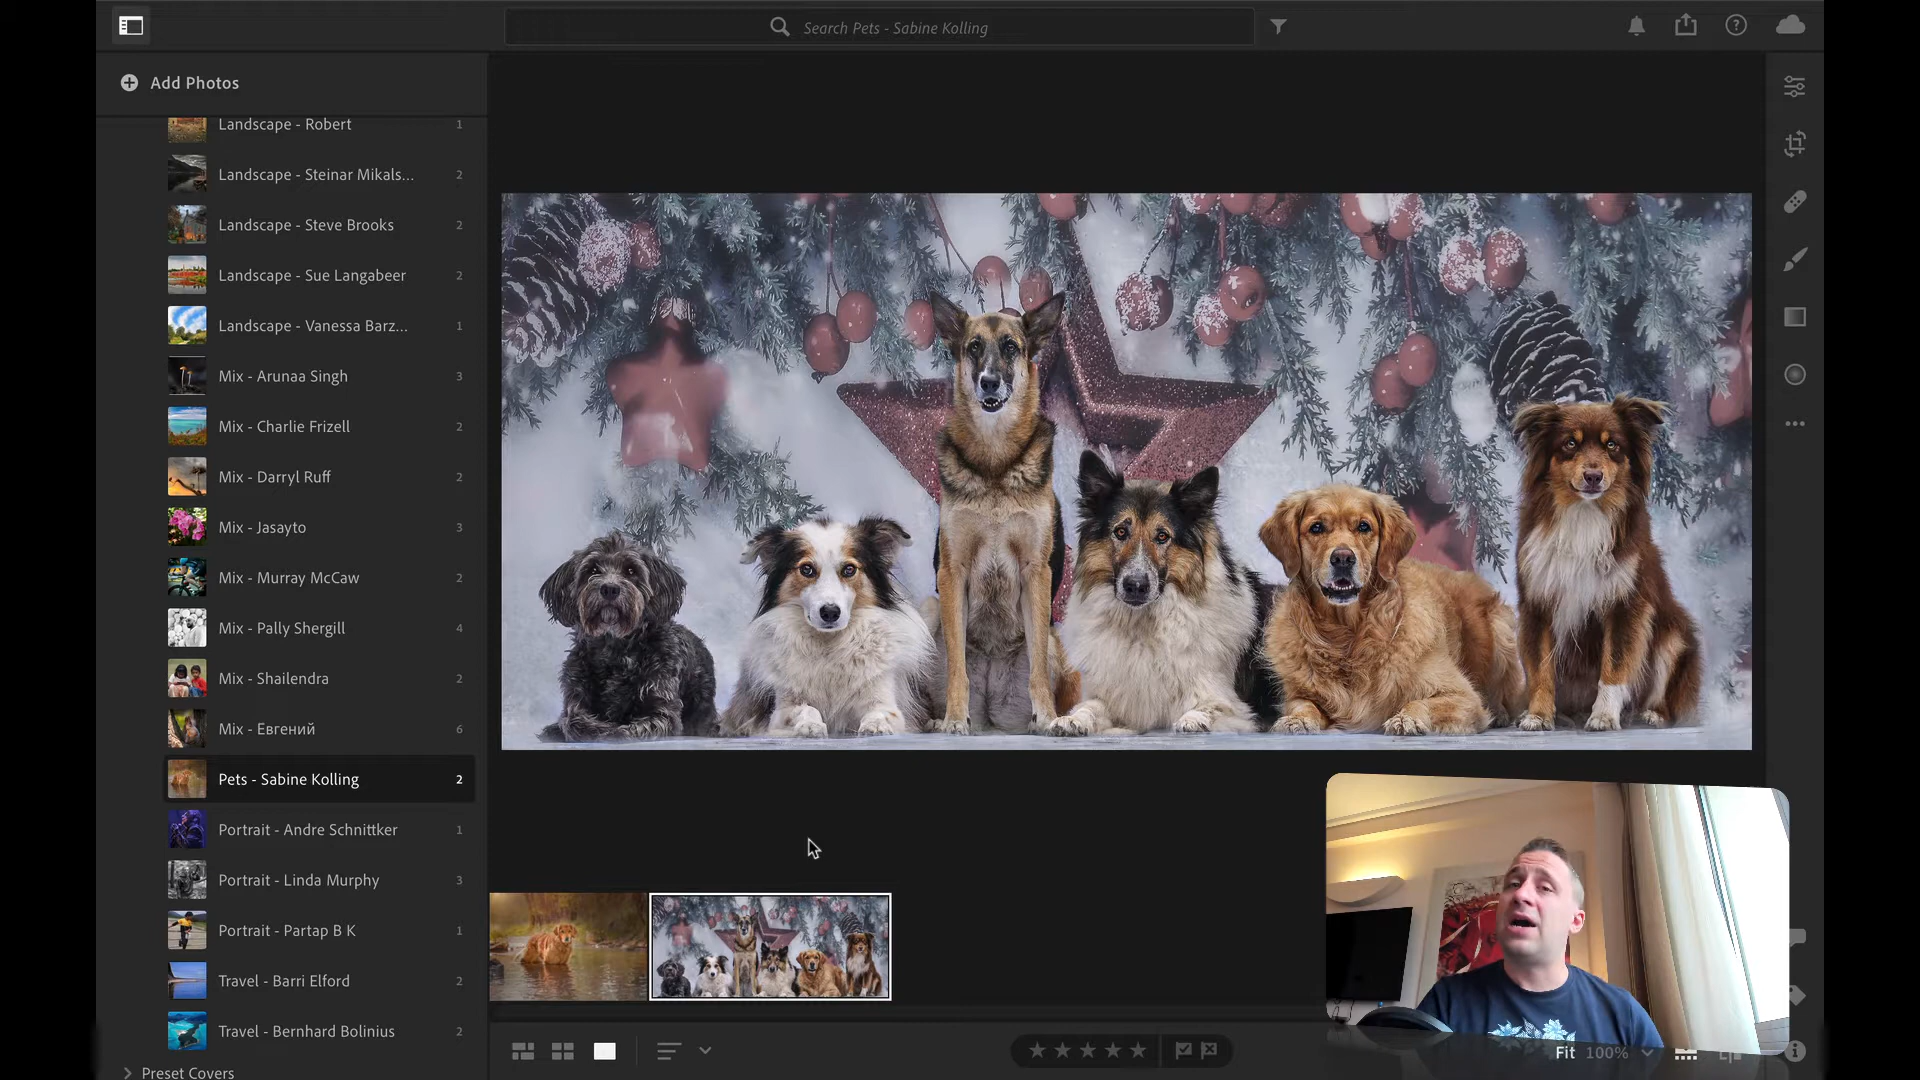 Search Pets - Sabine Kolling
Add Photos
Landscape - Robert 1
Landscape - Steinar Mikals... 2
Landscape - Steve Brooks 2
Landscape - Sue Langabeer 2
Landscape - Vanessa Barz... 1
Mix - Arunaa Singh 3
Mix - Charlie Frizell 2
Mix - Darryl Ruff 2
Mix - Jasayto 3
Mix - Murray McCaw 2
Mix - Pally Shergill 4
Mix - Shailendra 2
Mix - Евгений 6
Pets - Sabine Kolling 2
Portrait - Andre Schnittker 1
Portrait - Linda Murphy 3
Portrait - Partap B K 1
Travel - Barri Elford 2
Travel - Bernhard Bolinius 2
Preset Covers
Fit 100%